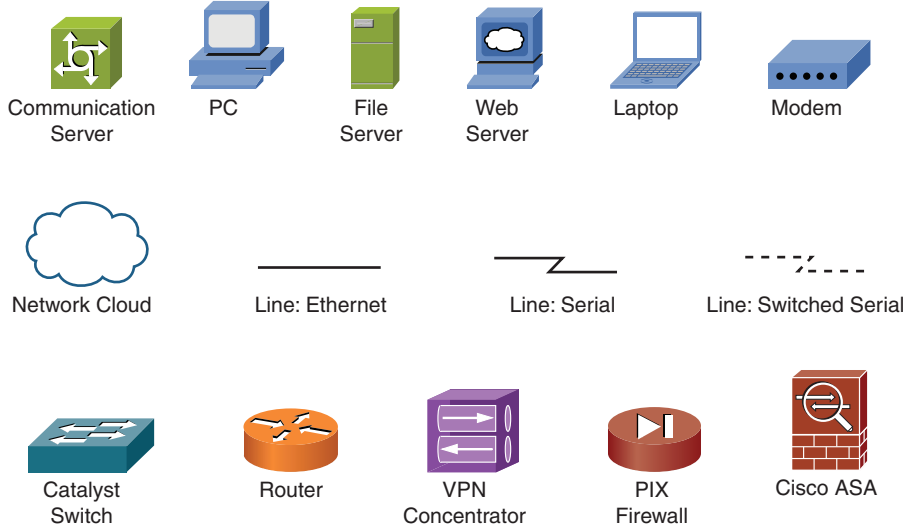 Communication
Server
PC
File
Server
Web
Server
Laptop
Modem
Network Cloud
Line: Ethernet
Line: Serial
Line: Switched Serial
Catalyst
Switch
Router
VPN
Concentrator
PIX
Firewall
Cisco ASA